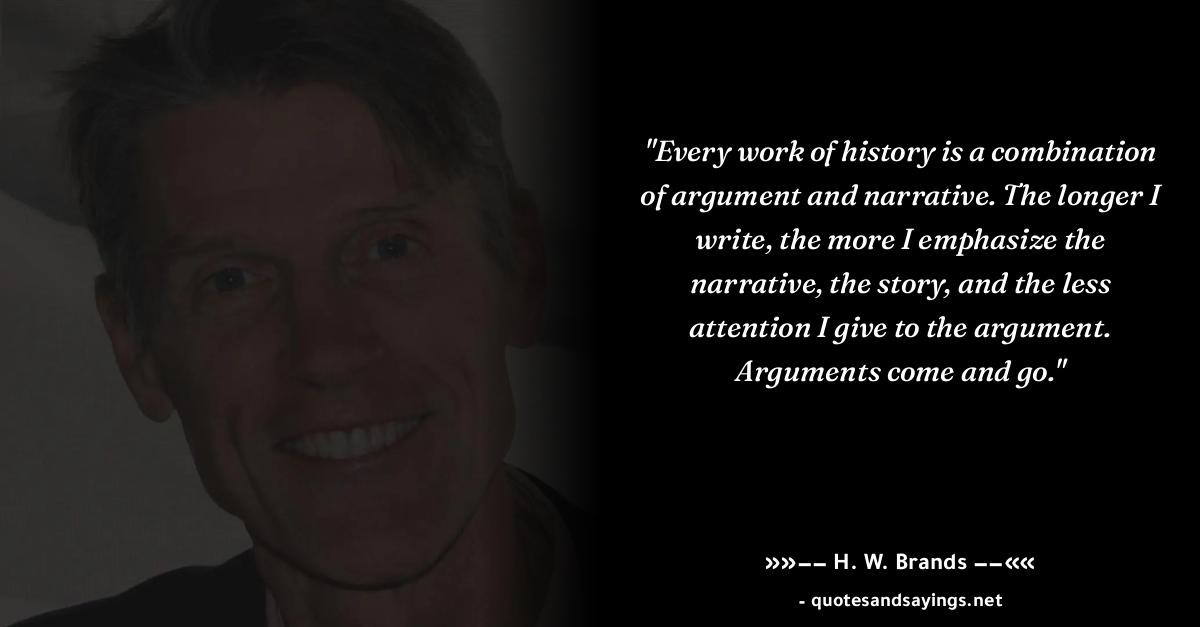 "Every work of history is a combination
of argument and narrative. The longer I
write, the more I emphasize the
narrative, the story, and the less
attention I give to the argument.
Arguments come and go."
»»–– H. W. Brands ––««
- quotesandsayings.net